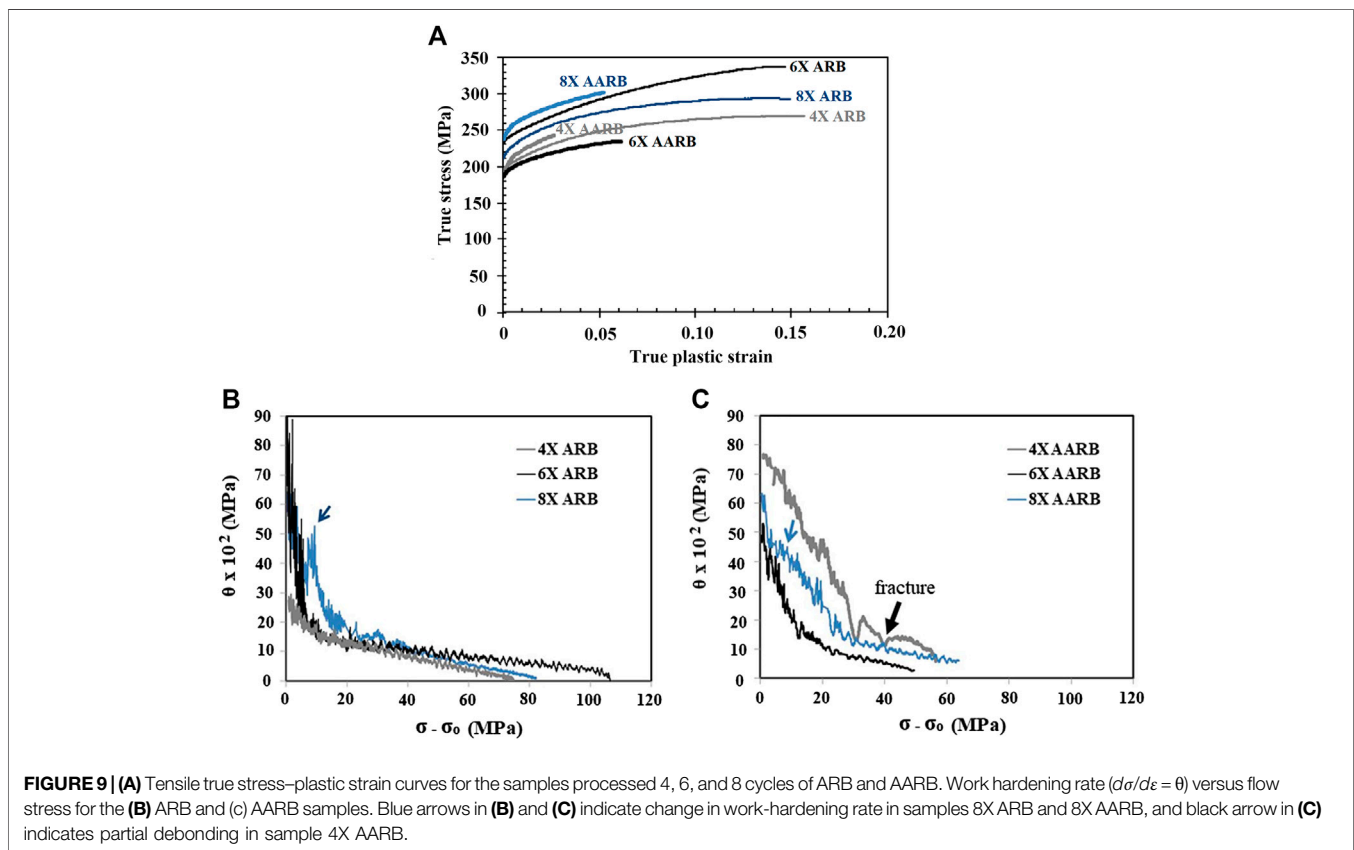 A
350
300
250
200
150
100
50
0
True stress (MPa)
8X AARB
6X ARB
8X ARB
4X AARB
4X ARB
6X AARB
0 0.05 0.10 0.15 0.20
True plastic strain
B
90
80
70
60
50
40
30
20
10
0
θ x 10² (MPa)
4X ARB
6X ARB
8X ARB
0 20 40 60 80 100 120
σ - σ₀ (MPa)
C
90
80
70
60
50
40
30
20
10
0
θ x 10² (MPa)
4X AARB
6X AARB
8X AARB
fracture
0 20 40 60 80 100 120
σ - σ₀ (MPa)
FIGURE 9 | (A) Tensile true stress–plastic strain curves for the samples processed 4, 6, and 8 cycles of ARB and AARB. Work hardening rate (dσ/dε = θ) versus flow
stress for the (B) ARB and (c) AARB samples. Blue arrows in (B) and (C) indicate change in work-hardening rate in samples 8X ARB and 8X AARB, and black arrow in (C)
indicates partial debonding in sample 4X AARB.